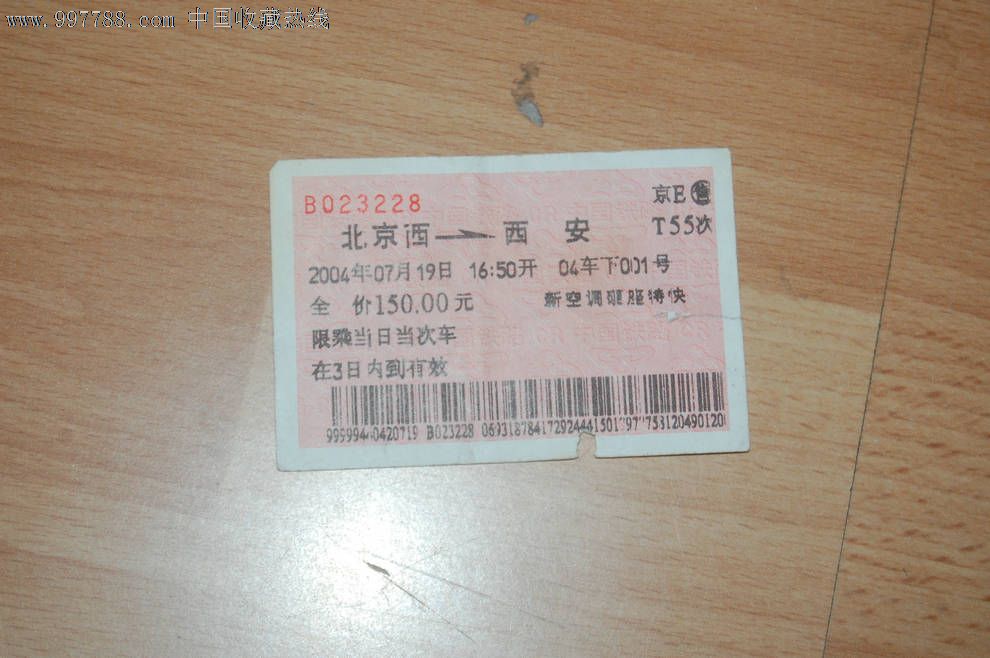 www.997788.com 中国收藏热线
B023228 京E 售
北京西 西 安 T55次
2004年07月19日 16:50开 04车下001号
全 价150.00元 新空调硬座特快
限乘当日当次车
在3日内到有效
B023228